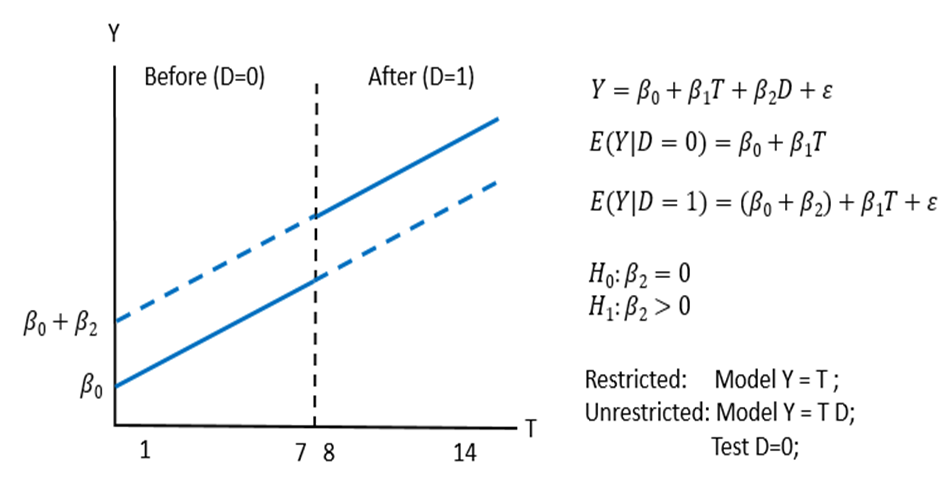 Y
Before (D=0)
After (D=1)
β₀ + β₂
β₀
T
1
7
8
14
Y = β₀ + β₁T + β₂D + ε
E(Y|D = 0) = β₀ + β₁T
E(Y|D = 1) = (β₀ + β₂) + β₁T + ε
H₀: β₂ = 0
H₁: β₂ > 0
Restricted: Model Y = T ;
Unrestricted: Model Y = T D;
Test D=0;